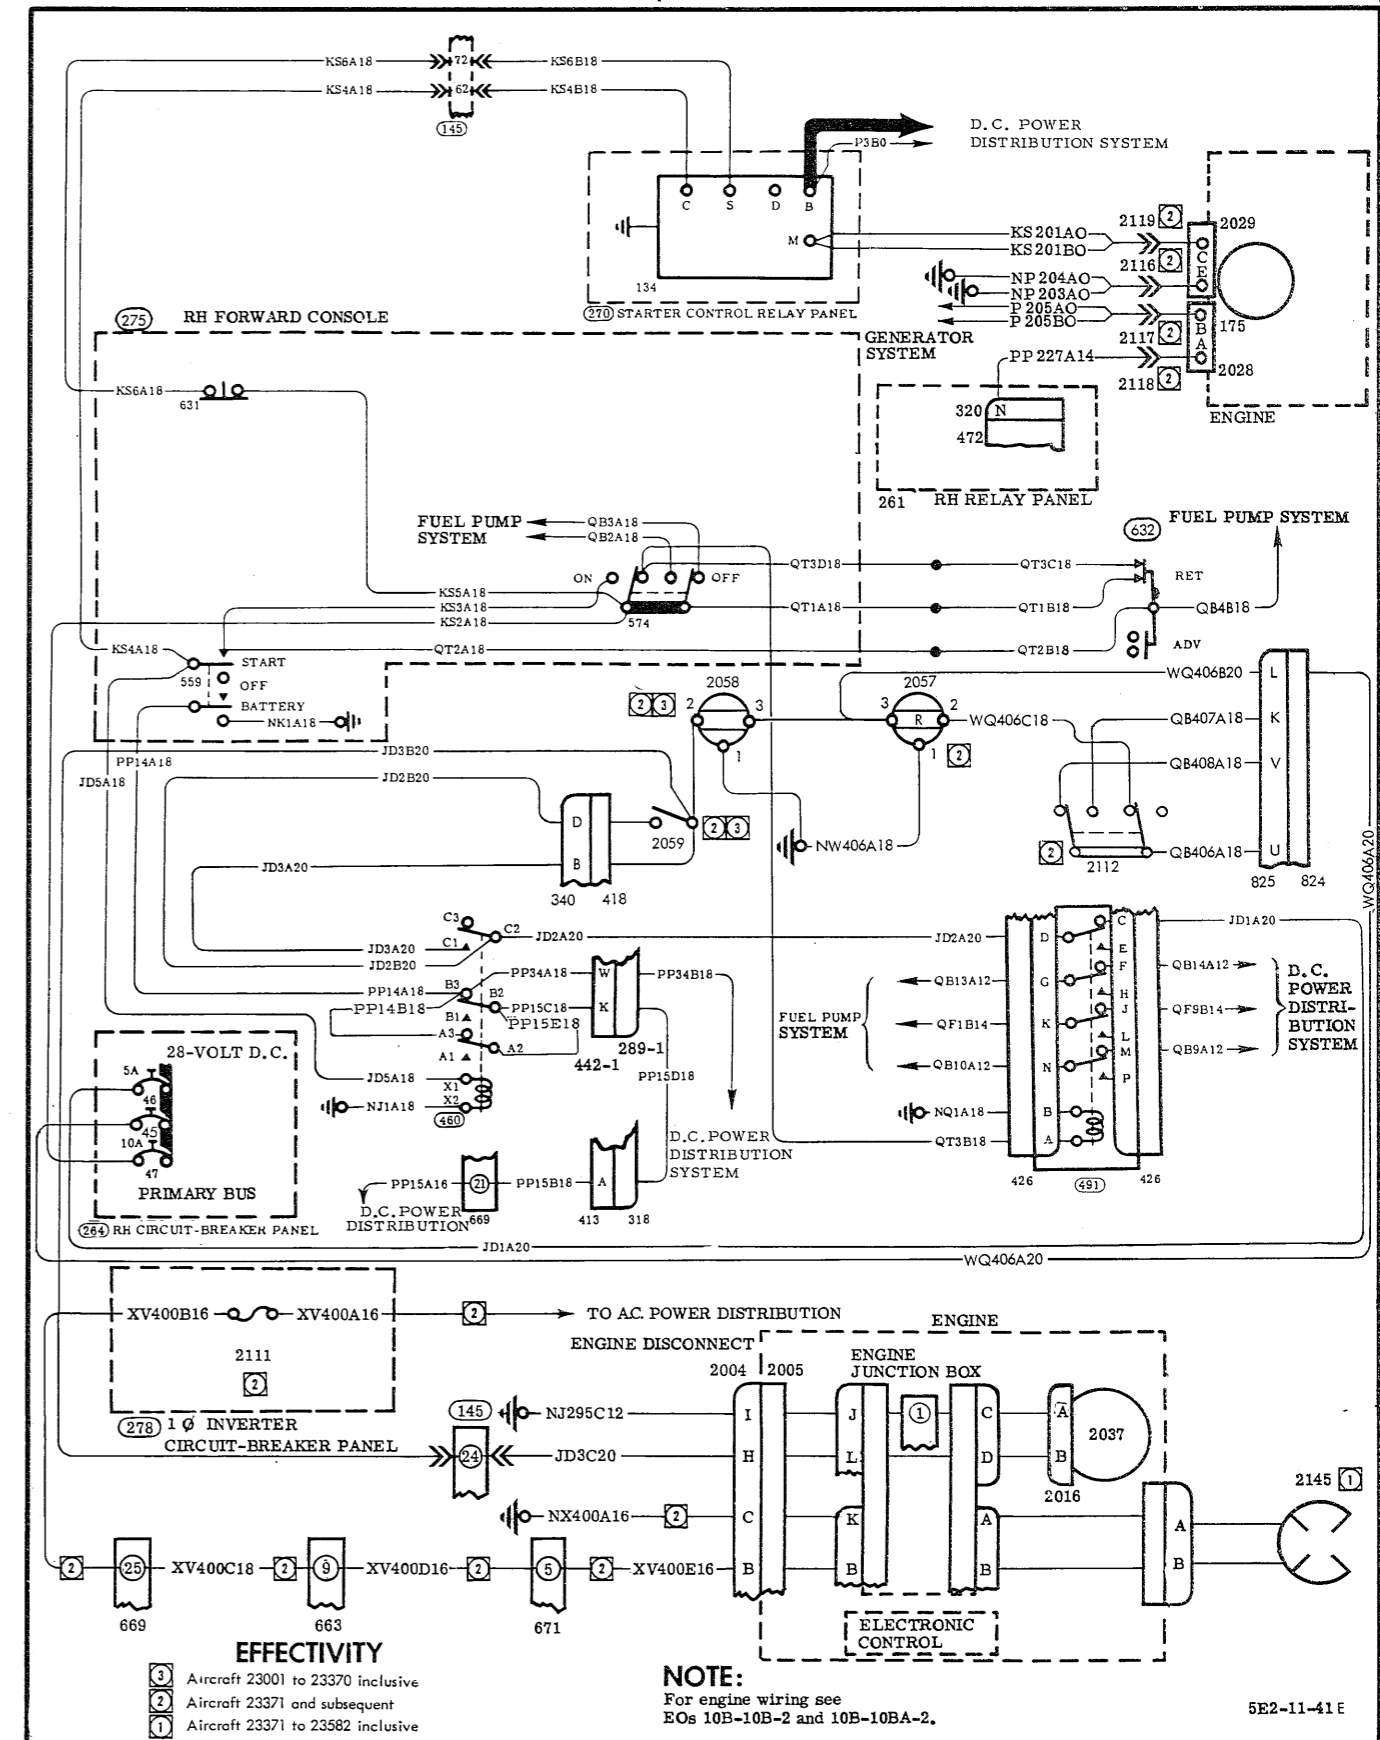 KS6A18 72 KS6B18
KS4A18 62 KS4B18
145
D.C. POWER
DISTRIBUTION SYSTEM
P3B0
C S D B
M
134
270 STARTER CONTROL RELAY PANEL
KS201AO
KS201BO
NP204AO
NP203AO
P205AO
P205BO
PP227A14
2119 2
2116 2
2117 2
2118 2
2029
C
E
B
A
175
2028
ENGINE
GENERATOR
SYSTEM
320 N
472
261 RH RELAY PANEL
275 RH FORWARD CONSOLE
KS6A18
631
FUEL PUMP
SYSTEM
QB3A18
QB2A18
ON OFF
KS5A18
KS3A18
KS2A18
574
QT3D18 QT3C18
QT1A18 QT1B18
QT2A18 QT2B18
632
FUEL PUMP SYSTEM
RET
QB4B18
ADV
KS4A18
START
559
OFF
BATTERY
NK1A18
PP14A18
JD5A18
JD3B20
JD2B20
2 3
2058
2 3
1
2057
3 R 2
1 2
WQ406C18
WQ406B20
QB407A18
QB408A18
QB406A18
L
K
V
U
825 824
2 2112
WQ406A20
NW406A18
D
B
340 418
2059
2 3
JD3A20
C3
C2
C1
JD3A20
JD2B20
JD2A20
JD2A20
PP14A18
PP14B18
B3
B2
B1
A3
A2
A1
PP34A18
PP15C18
PP15E18
W
K
PP34B18
289-1
442-1
PP15D18
JD5A18 X1
NJ1A18 X2
460
D.C. POWER
DISTRIBUTION
SYSTEM
28-VOLT D.C.
5A
46
45
10A
47
PRIMARY BUS
264 RH CIRCUIT-BREAKER PANEL
PP15A16 21 PP15B18 A
D.C. POWER
DISTRIBUTION
669
413 318
FUEL PUMP
SYSTEM
QB13A12
QF1B14
QB10A12
NQ1A18
QT3B18
D
G
K
N
B
A
C
E
F
H
J
L
M
P
426 491 426
JD1A20
QB14A12
QF9B14
QB9A12
D.C.
POWER
DISTRI-
BUTION
SYSTEM
JD1A20
WQ406A20
XV400B16 XV400A16 2 TO A.C. POWER DISTRIBUTION
2111
2
278 1 Ø INVERTER
CIRCUIT-BREAKER PANEL
ENGINE DISCONNECT
2004 2005
ENGINE
ENGINE
JUNCTION BOX
145
24
NJ295C12 I J 1 C A
JD3C20 H L D B
2037
2016
NX400A16 2 C K A A
2145 1
2 25 XV400C18 2 9 XV400D16 2 5 2 XV400E16 B B B B
669 663 671
ELECTRONIC
CONTROL
EFFECTIVITY
3 Aircraft 23001 to 23370 inclusive
2 Aircraft 23371 and subsequent
1 Aircraft 23371 to 23582 inclusive
NOTE:
For engine wiring see
EOs 10B-10B-2 and 10B-10BA-2.
5E2-11-41E